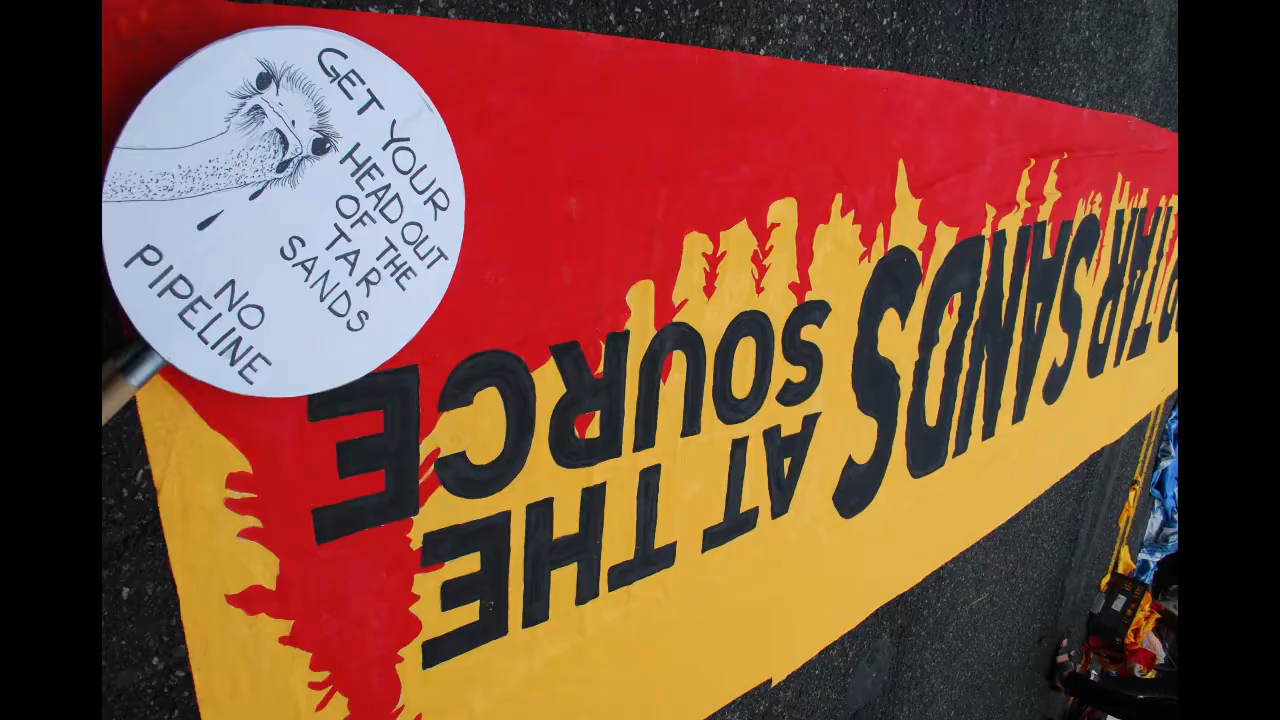 GET YOUR
HEAD OUT
OF THE
TAR
SANDS
NO
PIPELINE
TAR SANDS
AT THE
SOURCE